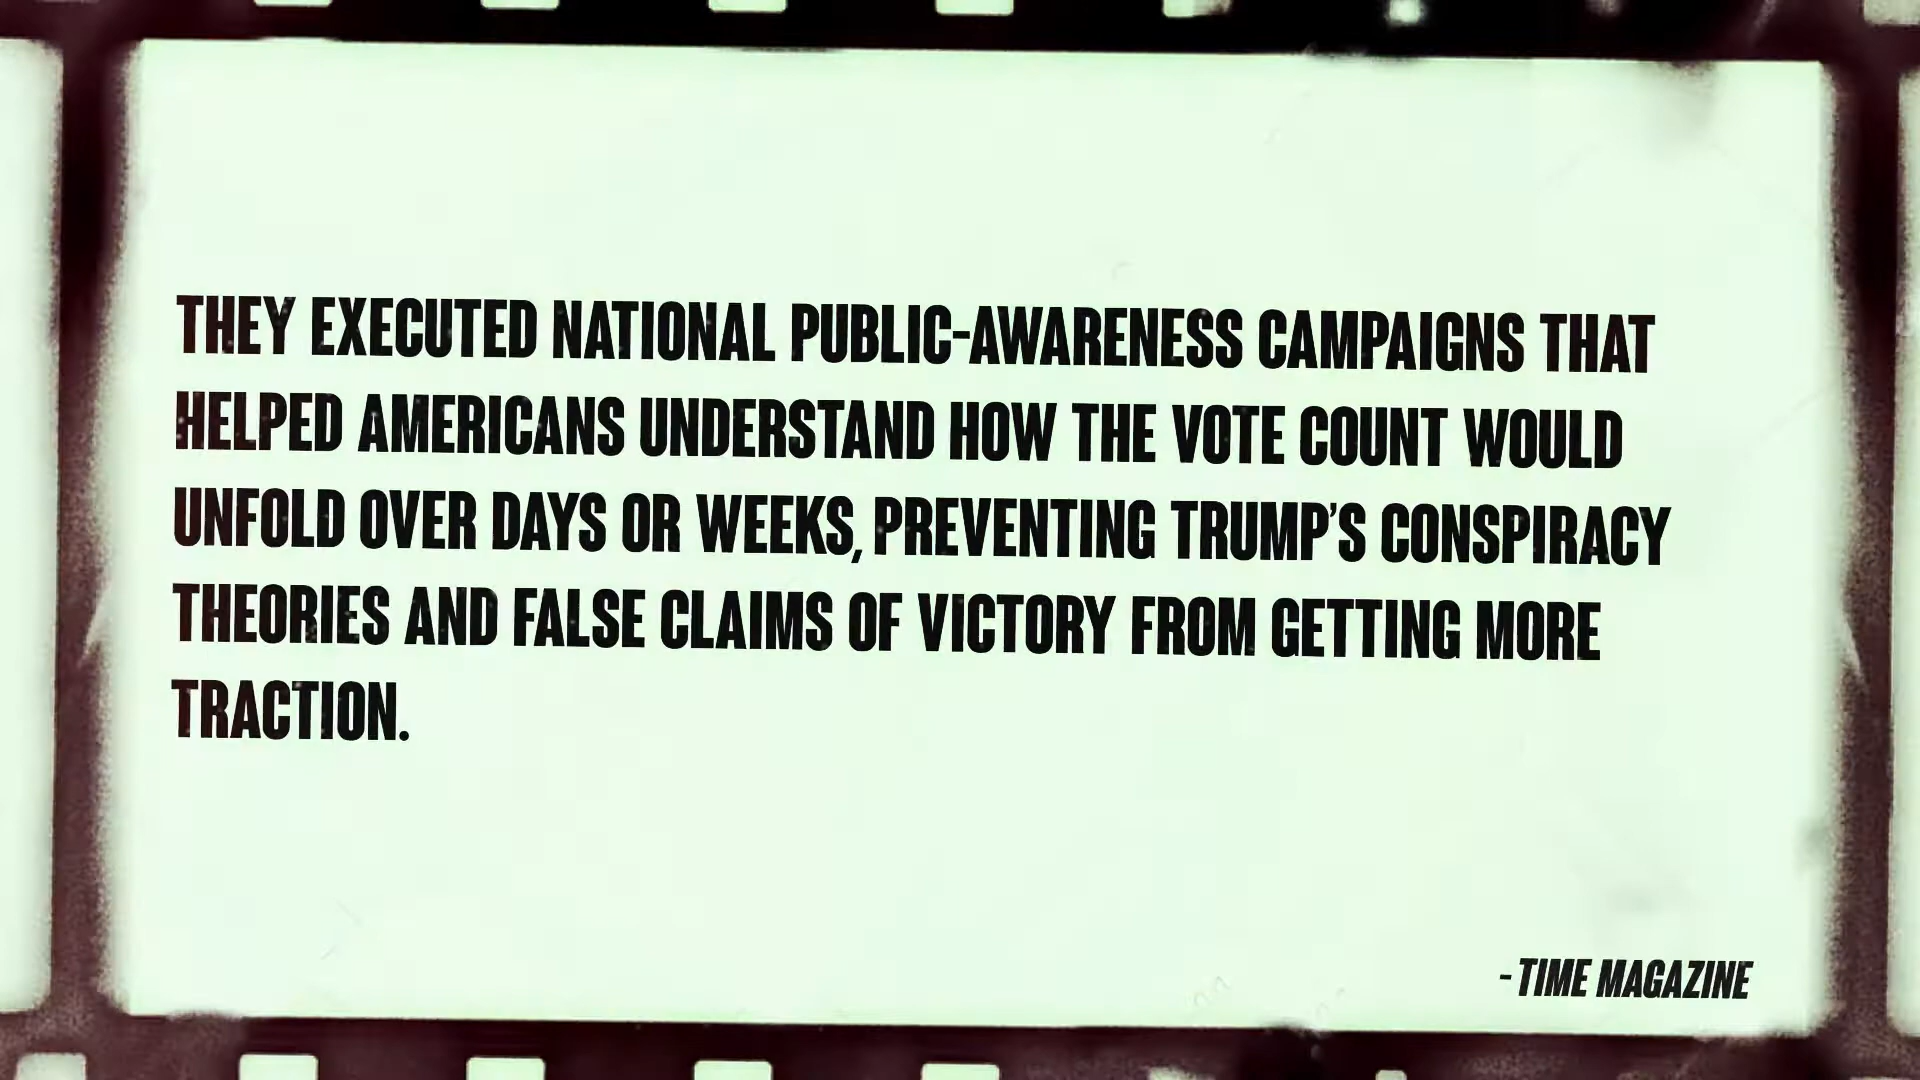 THEY EXECUTED NATIONAL PUBLIC-AWARENESS CAMPAIGNS THAT
HELPED AMERICANS UNDERSTAND HOW THE VOTE COUNT WOULD
UNFOLD OVER DAYS OR WEEKS, PREVENTING TRUMP’S CONSPIRACY
THEORIES AND FALSE CLAIMS OF VICTORY FROM GETTING MORE
TRACTION.
- TIME MAGAZINE